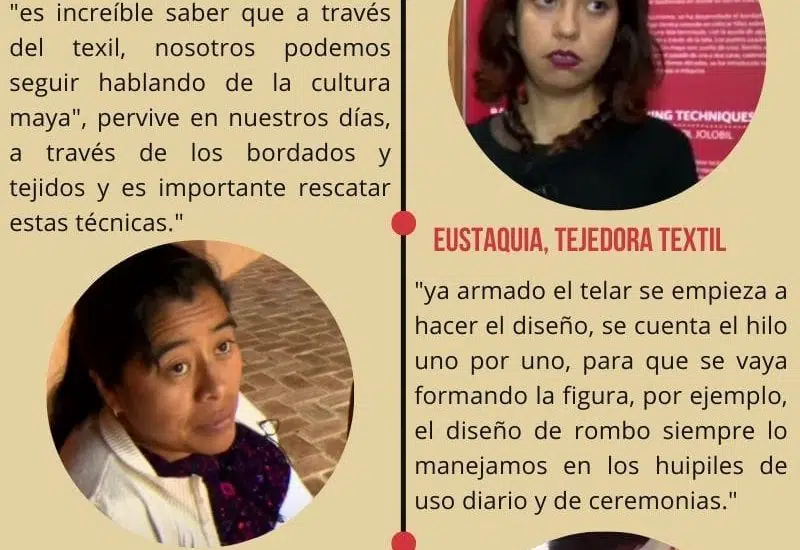 "es increíble saber que a través
del texil, nosotros podemos
seguir hablando de la cultura
maya", pervive en nuestros días,
a través de los bordados y
tejidos y es importante rescatar
estas técnicas."
NG TECHNIQUES
JOLOBIL
EUSTAQUIA, TEJEDORA TEXTIL
"ya armado el telar se empieza a
hacer el diseño, se cuenta el hilo
uno por uno, para que se vaya
formando la figura, por ejemplo,
el diseño de rombo siempre lo
manejamos en los huipiles de
uso diario y de ceremonias."